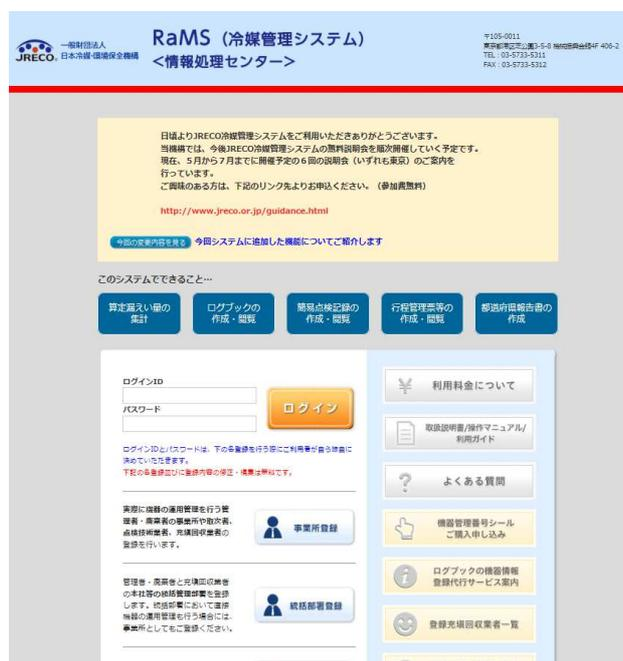 一般財団法人
日本冷媒・環境保全機構
JRECO.
RaMS（冷媒管理システム）
<情報処理センター>
〒105-0011
東京都港区芝公園3-5-8 機械振興会館4F 406-2
TEL：03-5733-5311
FAX：03-5733-5312
日頃よりJRECO冷媒管理システムをご利用いただきありがとうございます。
当機構では、今後JRECO冷媒管理システムの無料説明会を順次開催していく予定です。
現在、５月から７月までに開催予定の６回の説明会（いずれも東京）のご案内を
行っています。
ご興味のある方は、下記のリンク先よりお申込ください。（参加費無料）
http://www.jreco.or.jp/guidance.html
今回の変更内容を見る 今回システムに追加した機能についてご紹介します
このシステムでできること…
算定漏えい量の
集計
ログブックの
作成・閲覧
簡易点検記録の
作成・閲覧
行程管理票等の
作成・閲覧
都道府県報告書の
作成
ログインID
パスワード
ログイン
ログインIDとパスワードは、下の各登録を行う際にご利用者が自ら時自に
決めていただきます。
下記の各登録並びに登録内容の修正・廃棄は無料です。
実際に機器の運用管理を行う管
理者・廃棄者の事業所や取次者、
点検技術業者、充填回収業者の
登録を行います。
事業所登録
管理者・廃棄者と充填回収業者
の本社等の統括管理部署を登録
します。統括部署において直接
機器の運用管理も行う場合には、
事業所としてもご登録ください。
統括部署登録
利用料金について
取扱説明書/操作マニュアル/
利用ガイド
よくある質問
機器管理番号シール
ご購入申し込み
ログブックの機器情報
登録代行サービス案内
登録充填回収業者一覧